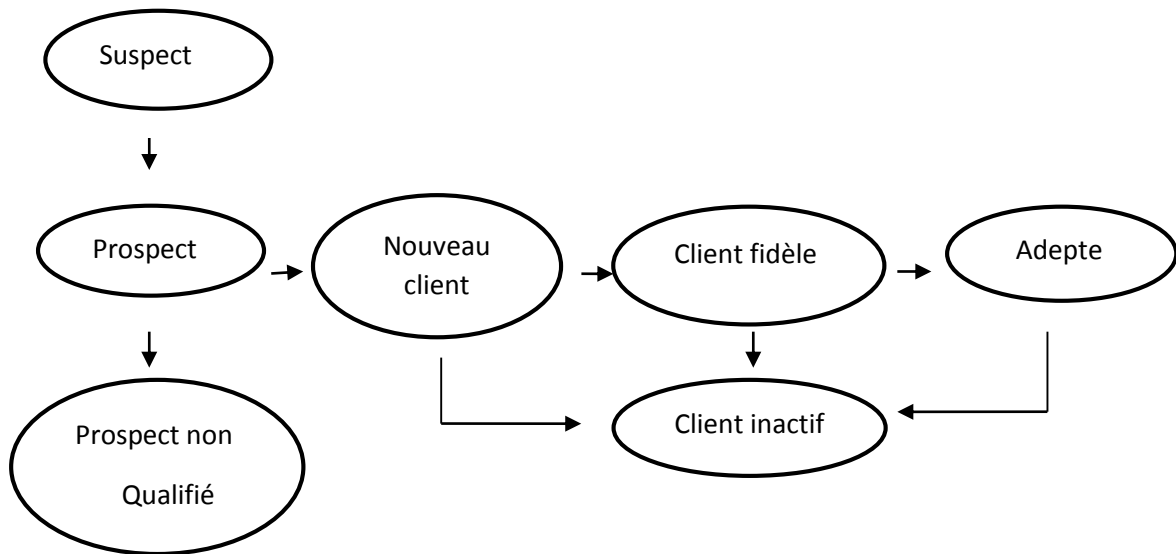 Suspect
Prospect
Nouveau
client
Client fidèle
Adepte
Prospect non
Qualifié
Client inactif